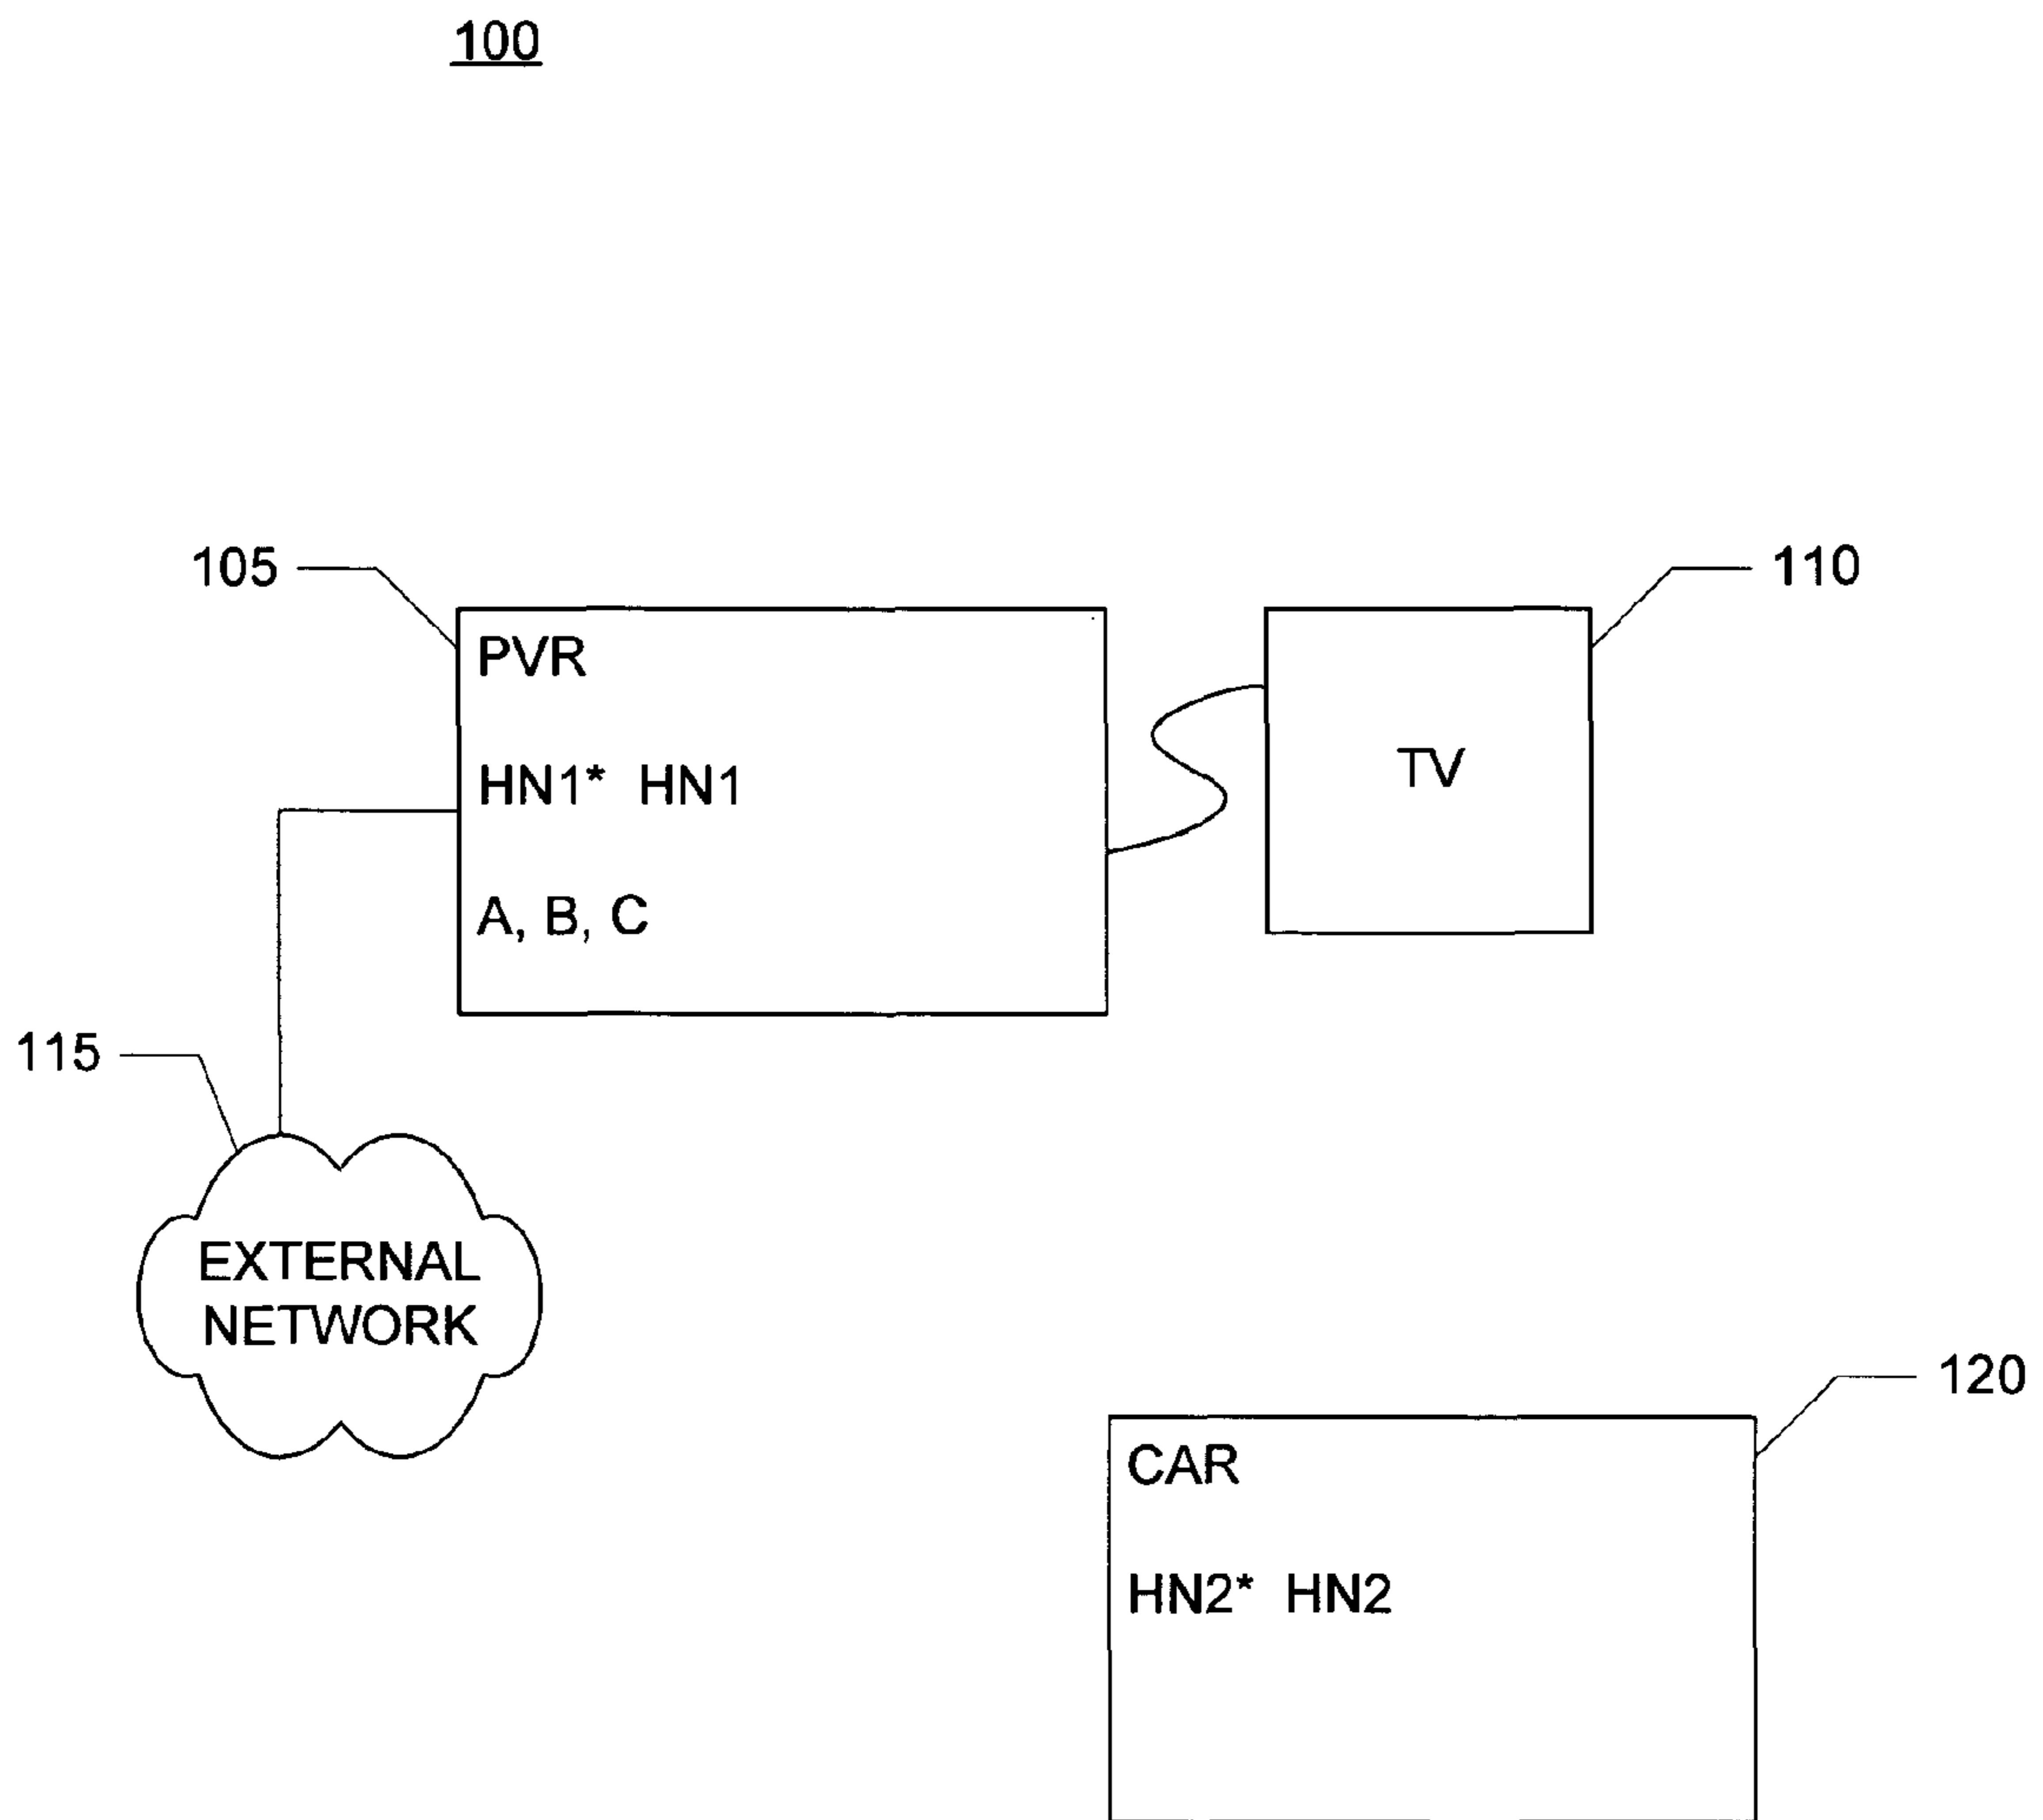 100
105
110
PVR
TV
HN1* HN1
A, B, C
115
EXTERNAL
NETWORK
120
CAR
HN2* HN2